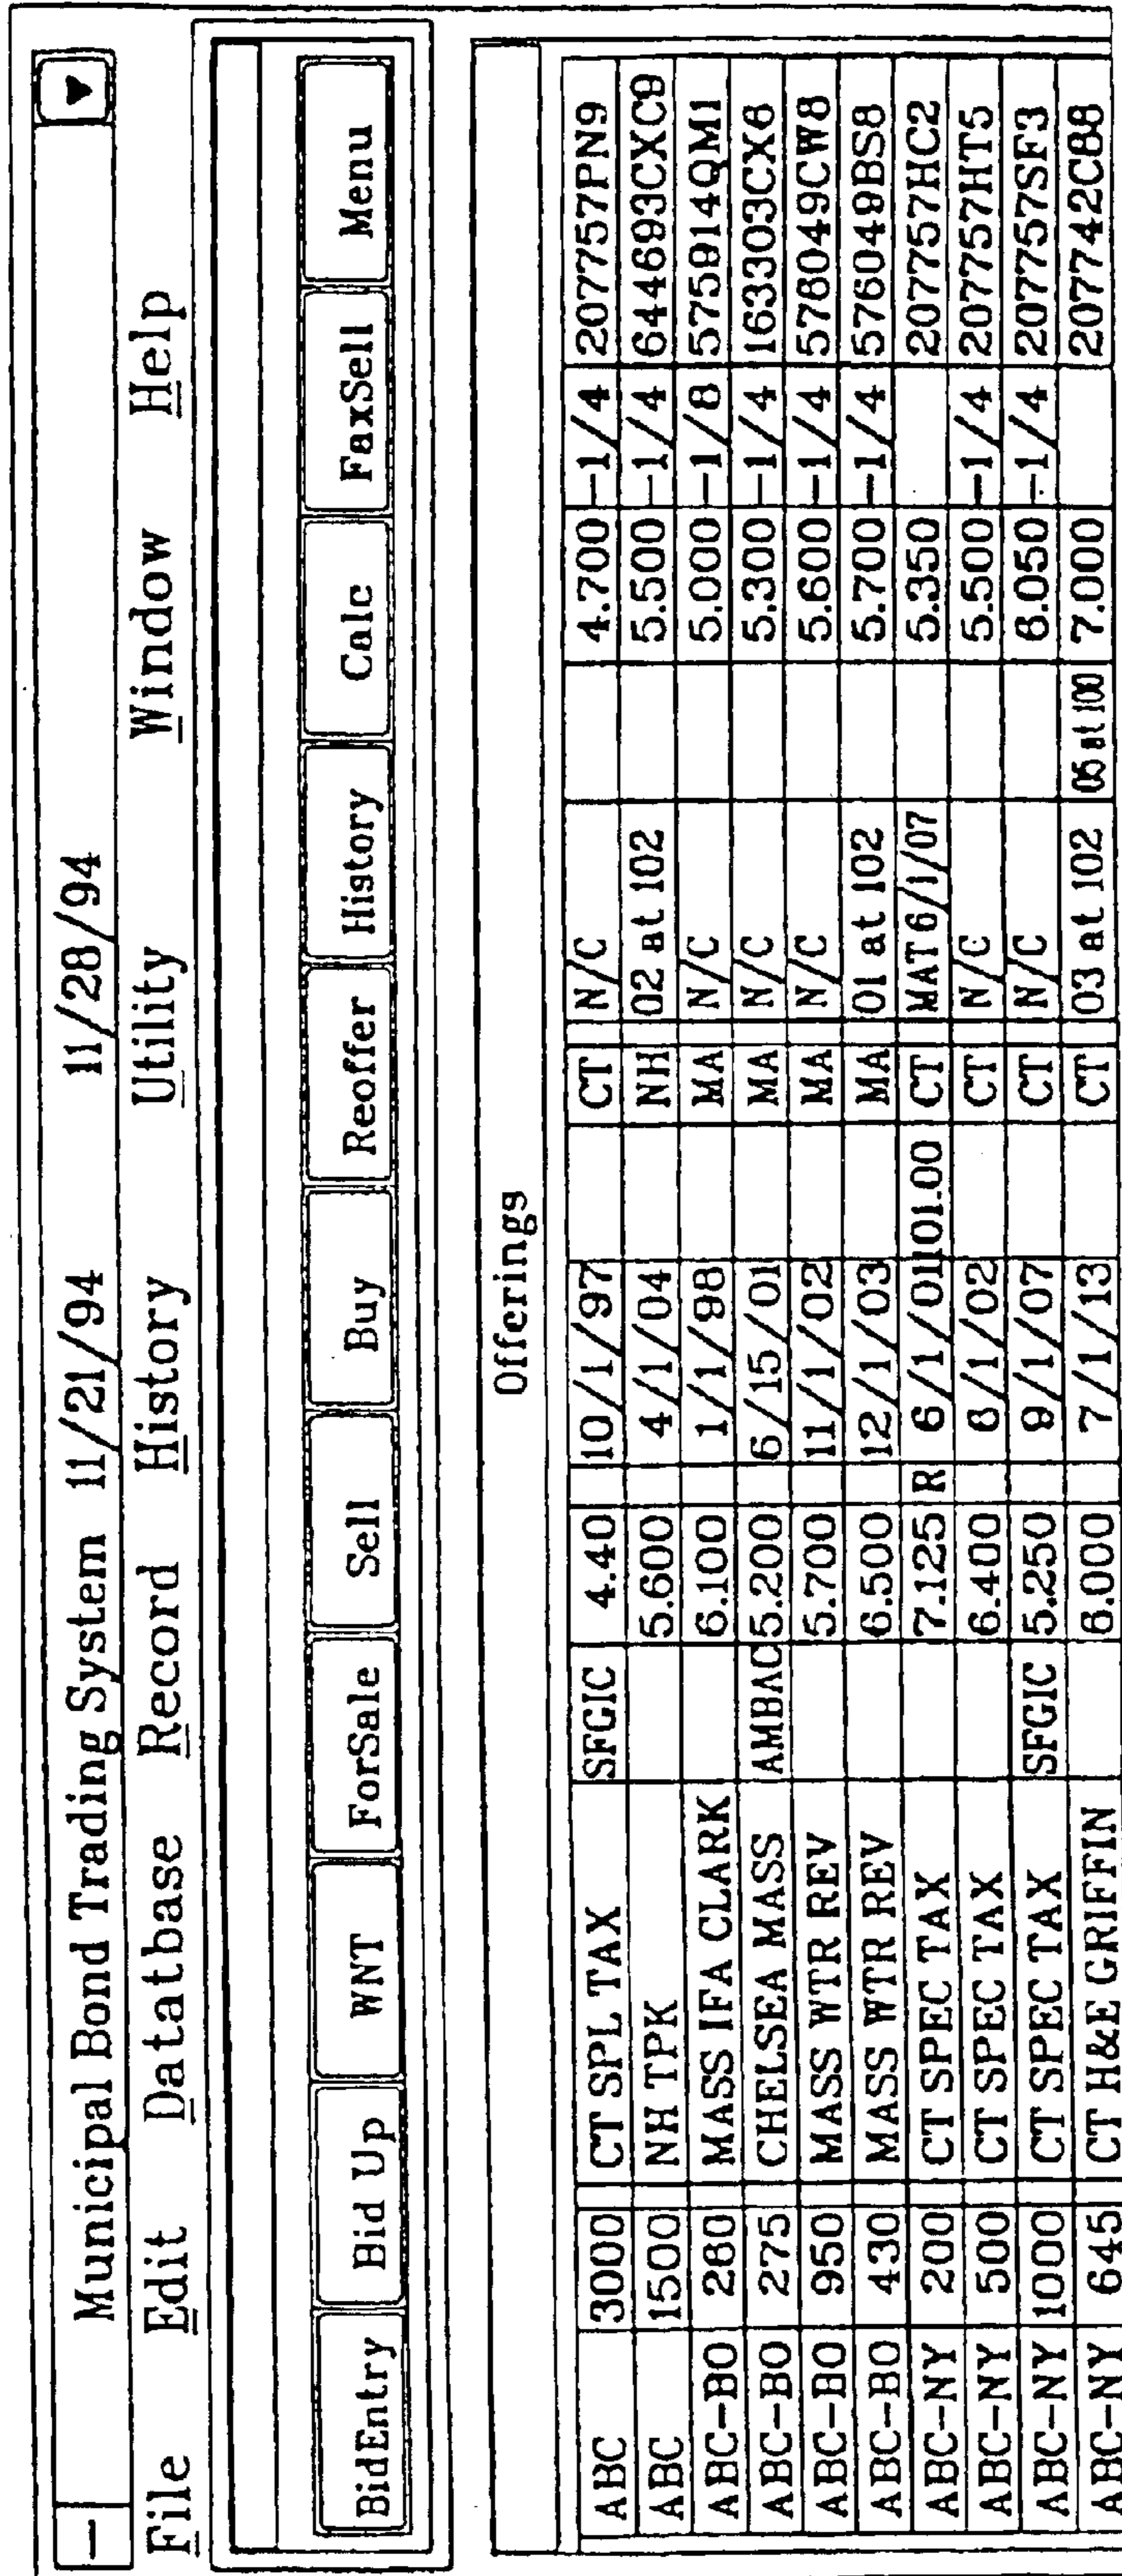 Municipal Bond Trading System 11/21/94 11/28/94
File Edit Datatbase Record History Utility Window Help
BidEntry Bid Up WNT ForSale Sell Buy Reoffer History Calc FaxSell Menu
Offerings
ABC 3000 CT SPL TAX SFGIC 4.40 10/1/97 CT N/C 4.700 -1/4 207757PN9
ABC 1500 NH TPK 5.600 4/1/04 NH 02 at 102 5.500 -1/4 644693CXC9
ABC-BO 280 MASS IFA CLARK 6.100 1/1/98 MA N/C 5.000 -1/8 575914QM1
ABC-BO 275 CHELSEA MASS AMBAC 5.200 6/15/01 MA N/C 5.300 -1/4 163303CX6
ABC-BO 950 MASS WTR REV 5.700 11/1/02 MA N/C 5.600 -1/4 576049CW8
ABC-BO 430 MASS WTR REV 6.500 12/1/03 MA 01 at 102 5.700 -1/4 576049BS8
ABC-NY 200 CT SPEC TAX 7.125 R 6/1/01 101.00 CT MAT 6/1/07 5.350 207757HC2
ABC-NY 500 CT SPEC TAX 6.400 6/1/02 CT N/C 5.500 -1/4 207757HT5
ABC-NY 1000 CT SPEC TAX SFGIC 5.250 9/1/07 CT N/C 6.050 -1/4 207757SF3
ABC-NY 645 CT H&E GRIFFIN 6.000 7/1/13 CT 03 at 102 05 at 100 7.000 207742C88